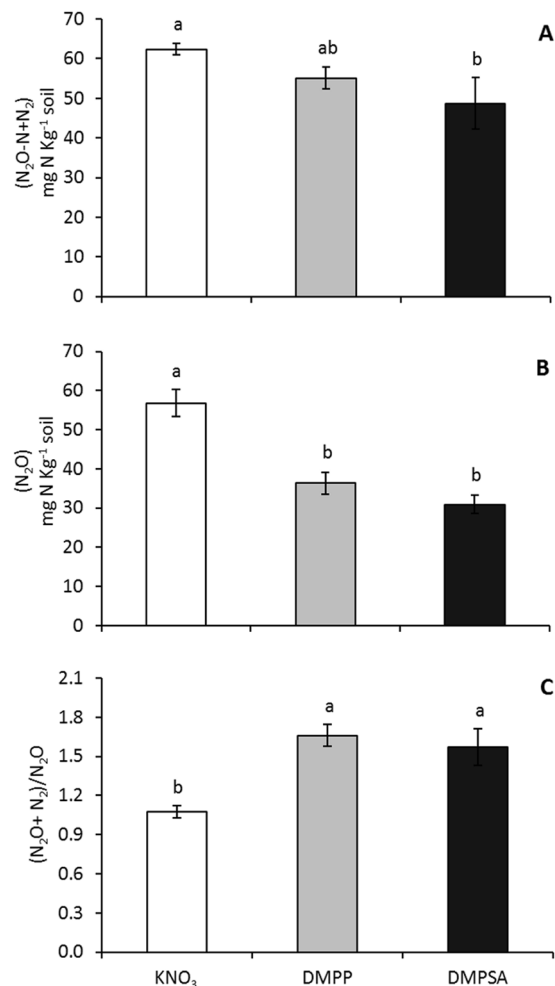 A
(N₂O-N+N₂)
mg N Kg⁻¹ soil
70
60
50
40
30
20
10
0
a
ab
b
B
(N₂O)
mg N Kg⁻¹ soil
70
60
50
40
30
20
10
0
a
b
b
C
(N₂O+ N₂)/N₂O
2.1
1.8
1.5
1.2
0.9
0.6
0.3
0.0
b
a
a
KNO₃ DMPP DMPSA